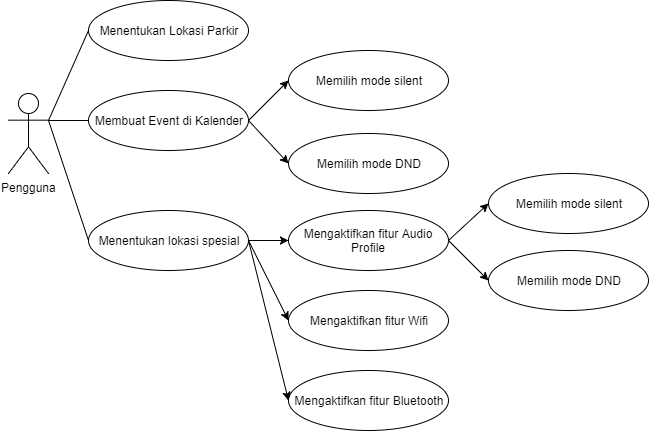 Menentukan Lokasi Parkir
Memilih mode silent
Membuat Event di Kalender
Memilih mode DND
Pengguna
Menentukan lokasi spesial
Mengaktifkan fitur Audio
Profile
Memilih mode silent
Memilih mode DND
Mengaktifkan fitur Wifi
Mengaktifkan fitur Bluetooth